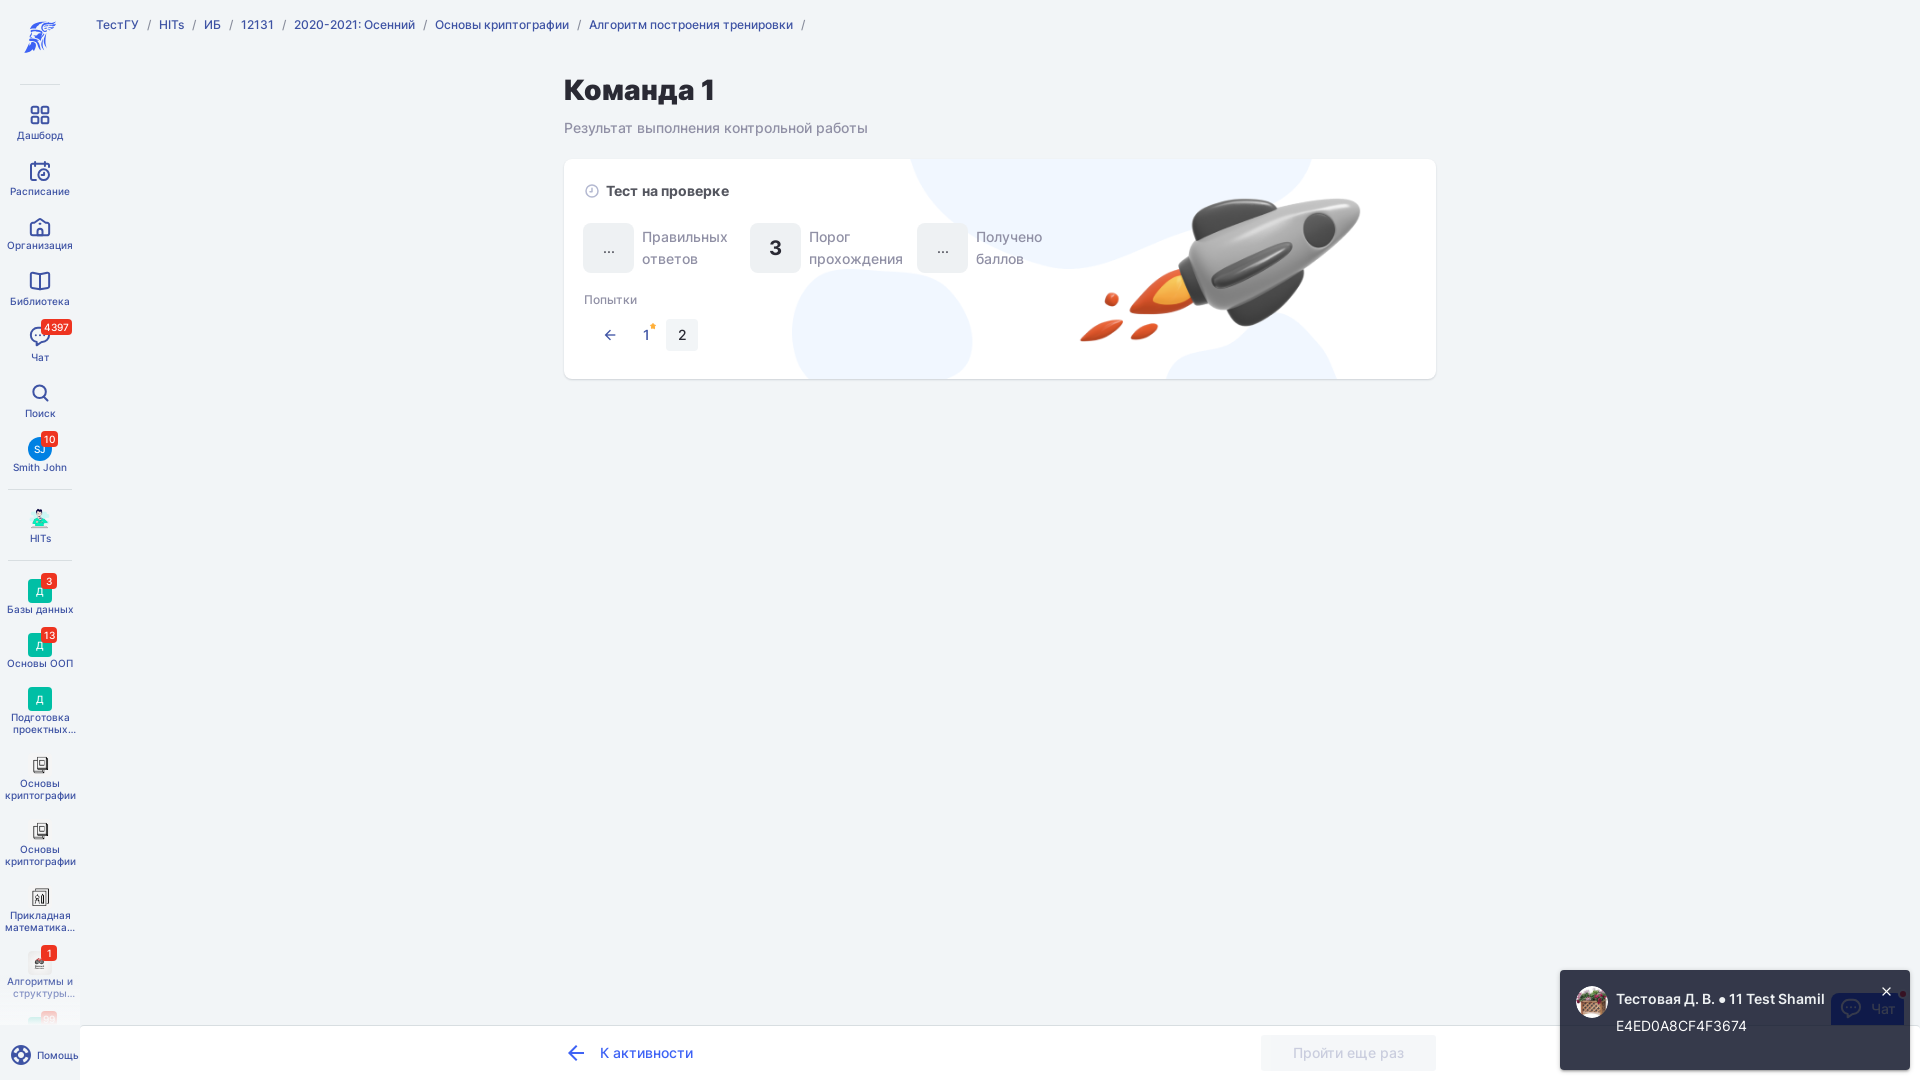 ТестГУ / HITs / ИБ / 12131 / 2020-2021: Осенний / Основы криптографии / Алгоритм построения тренировки /
Дашборд
Расписание
Организация
Библиотека
4397
Чат
Поиск
SJ
10
Smith John
HITs
Д
3
Базы данных
Д
13
Основы ООП
Д
Подготовка
проектных...
Основы
криптографии
Основы
криптографии
Прикладная
математика...
1
Алгоритмы и
структуры...
Помощь
Команда 1
Результат выполнения контрольной работы
Тест на проверке
...
Правильных
ответов
3
Порог
прохождения
...
Получено
баллов
Попытки
1
2
К активности
Пройти еще раз
Тестовая Д. В. ● 11 Test Shamil
E4ED0A8CF4F3674
Чат